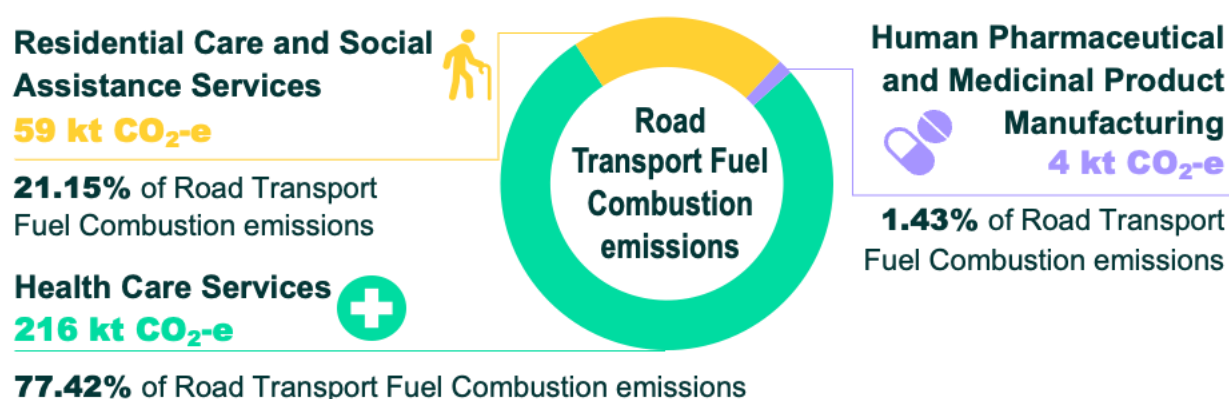 Residential Care and Social
Assistance Services
59 kt CO₂-e
21.15% of Road Transport
Fuel Combustion emissions
Health Care Services
216 kt CO₂-e
77.42% of Road Transport Fuel Combustion emissions
Road
Transport Fuel
Combustion
emissions
Human Pharmaceutical
and Medicinal Product
Manufacturing
4 kt CO₂-e
1.43% of Road Transport
Fuel Combustion emissions